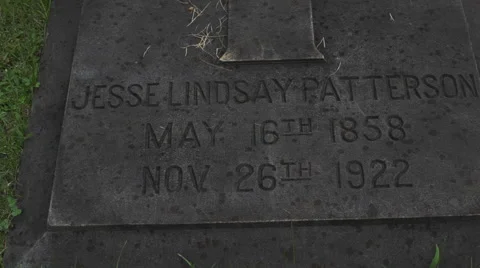 JESSE LINDSAY PATTERSON
MAY 16TH 1858
NOV. 26TH 1922